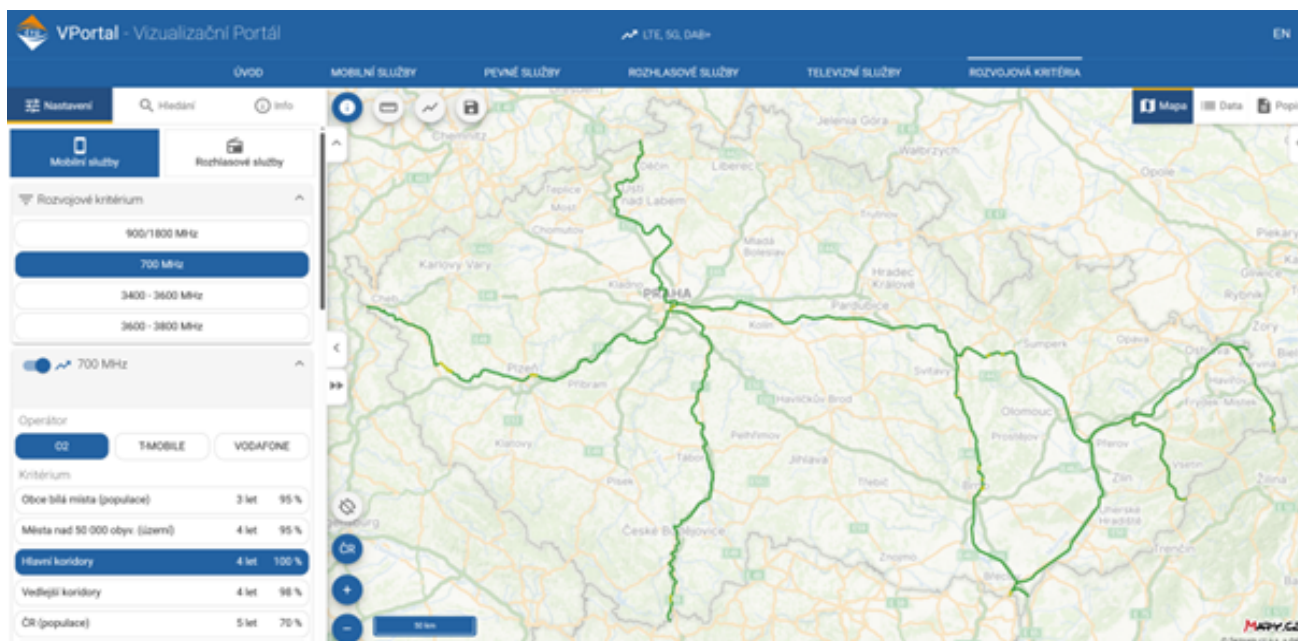 VPortal - Vizualizační Portál
LTE, 5G, DAB+
EN
ÚVOD
MOBILNÍ SLUŽBY
PEVNÉ SLUŽBY
ROZHLASOVÉ SLUŽBY
TELEVIZNÍ SLUŽBY
ROZVOJOVÁ KRITÉRIA
Nastavení
Hledání
Info
Mapa
Data
Popis
Mobilní služby
Rozhlasové služby
Rozvojové kritérium
900/1800 MHz
700 MHz
3400 - 3600 MHz
3600 - 3800 MHz
700 MHz
Operátor
O2
T-MOBILE
VODAFONE
Kritérium
Obce bílá místa (populace) 3 let 95 %
Města nad 50 000 obyv. (území) 4 let 95 %
Hlavní koridory 4 let 100 %
Vedlejší koridory 4 let 98 %
ČR (populace) 5 let 70 %
Chemnitz
Jelenia Góra
Wałbrzych
Opole
Děčín
Liberec
Teplice
Ústí
nad Labem
Most
Chomutov
Trutnov
Mladá
Boleslav
Piekary
Gliwice
Karlovy Vary
Hradec
Králové
Kladno
PRAHA
Cheb
Rybnik
Pardubice
Kolín
Żory
Šumperk
Opava
Ostrava
Karviná
Havířov
Plzeň
Příbram
Svitavy
Frýdek-Místek
Havlíčkův Brod
Olomouc
Klatovy
Pelhřimov
Prostějov
Přerov
Tábor
Jihlava
Vsetín
Písek
Třebíč
Brno
Zlín
Žilina
Uherské
Hradiště
České Budějovice
Trenčín
Znojmo
Břeclav
ČR
50 km
MAPY.CZ